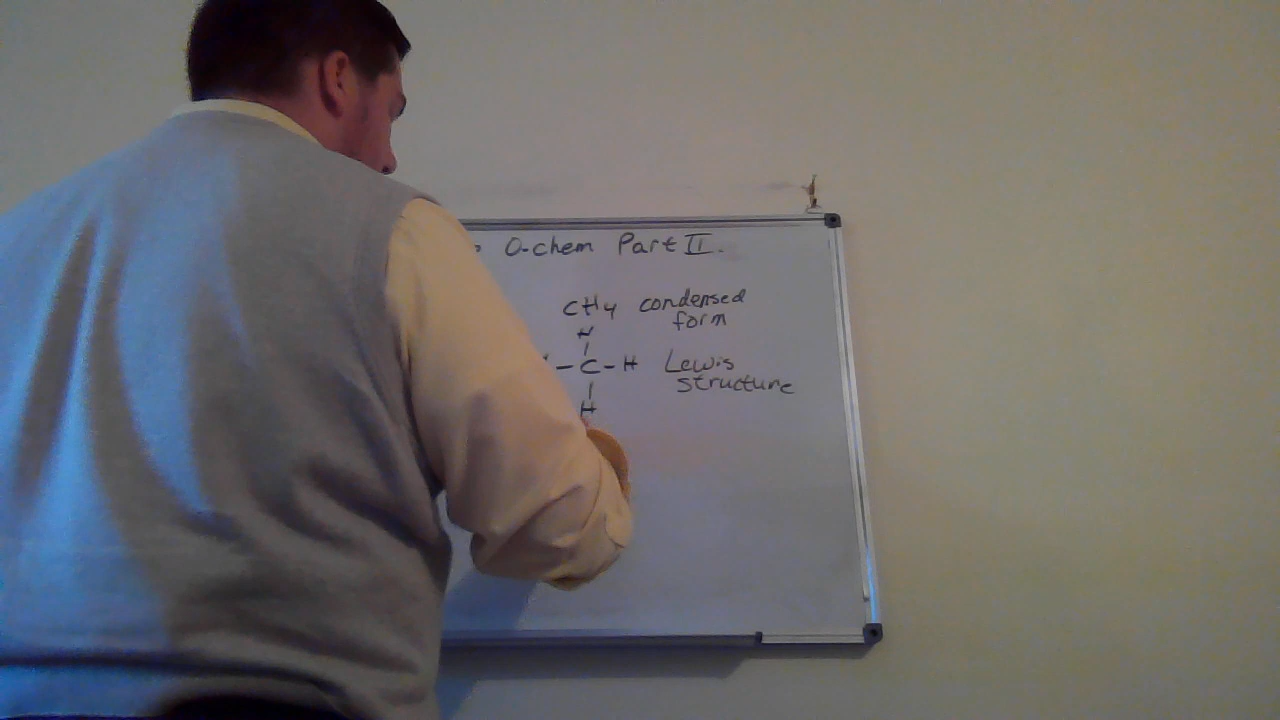 O-chem Part II.
CH4 condensed
form
H
-C-H Lewis
structure
H